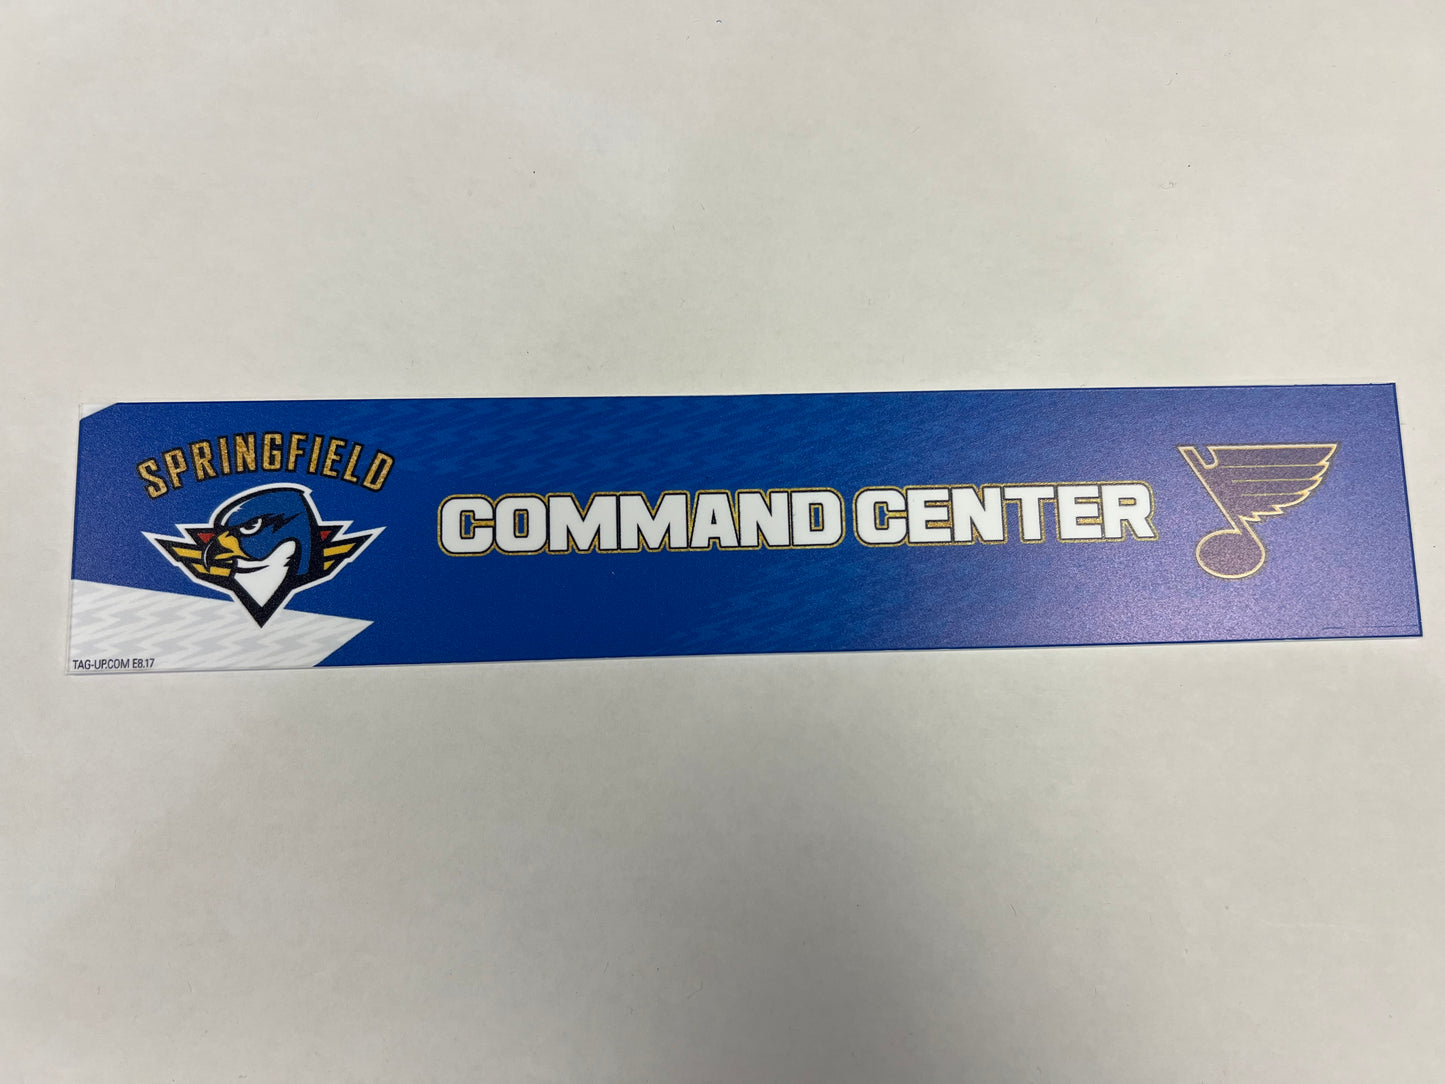 SPRINGFIELD
COMMAND CENTER
TAG-UP.COM E8.17